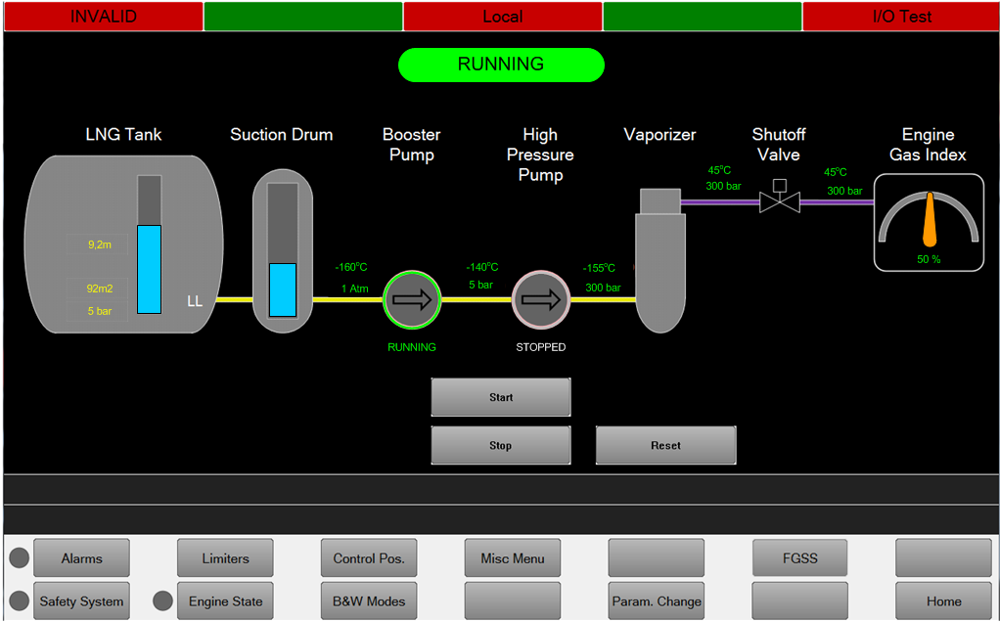 INVALID
Local
I/O Test
RUNNING
LNG Tank
Suction Drum
Booster
Pump
High
Pressure
Pump
Vaporizer
Shutoff
Valve
Engine
Gas Index
45°C
300 bar
45°C
300 bar
9,2m
92m2
5 bar
LL
-160°C
1 Atm
-140°C
5 bar
-155°C
300 bar
50 %
RUNNING
STOPPED
Start
Stop
Reset
Alarms
Limiters
Control Pos.
Misc Menu
FGSS
Safety System
Engine State
B&W Modes
Param. Change
Home